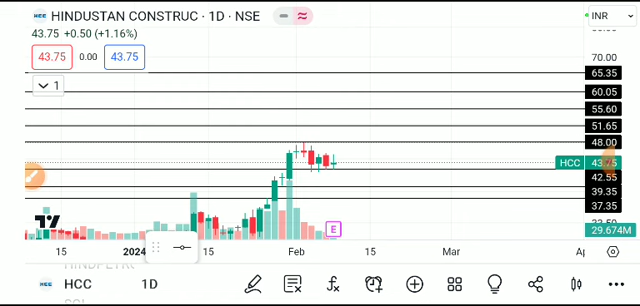 HCC HINDUSTAN CONSTRUC · 1D · NSE
INR
43.75 +0.50 (+1.16%)
43.75 0.00 43.75
1
70.00
65.35
60.05
55.60
51.65
48.00
HCC 43.75
42.55
39.35
37.35
29.674M
E
15 2024 15 Feb 15 Mar
HCC HCC 1D